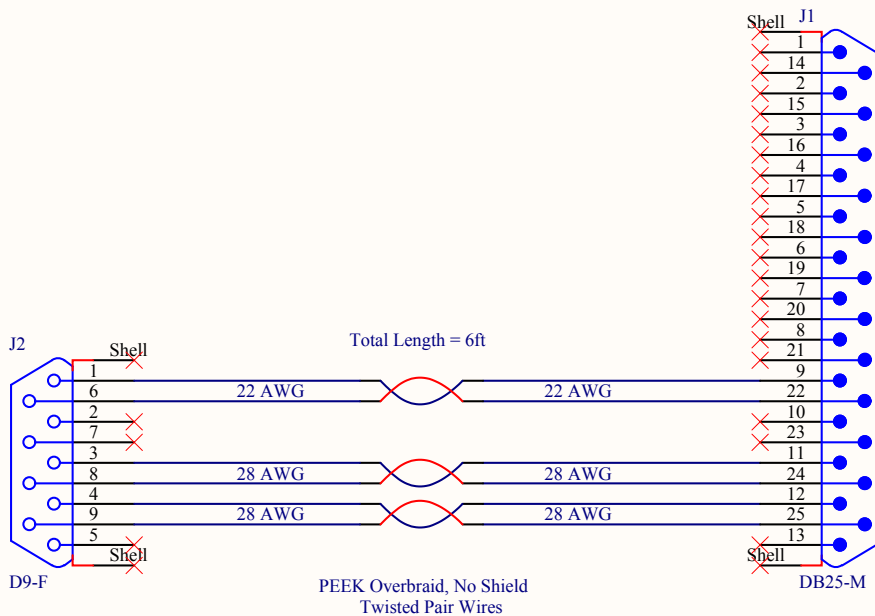 Shell J1
1
14
2
15
3
16
4
17
5
18
6
19
7
20
8
21
J2 Shell Total Length = 6ft
1 22 AWG 22 AWG 9
6 22
2 10
7 23
3 28 AWG 28 AWG 11
8 24
4 28 AWG 28 AWG 12
9 25
5 13
Shell Shell
D9-F DB25-M
PEEK Overbraid, No Shield
Twisted Pair Wires